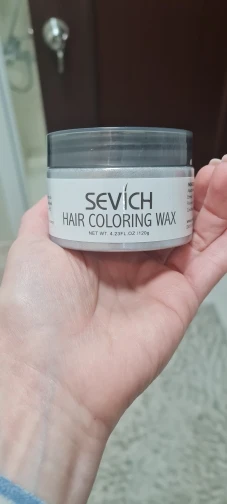 SEVICH
HAIR COLORING WAX
NET WT 4.23FL.OZ /120g